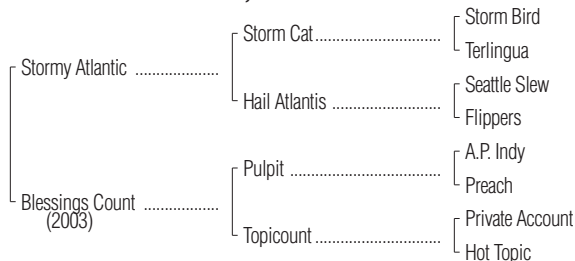 Storm Bird
Storm Cat
Terlingua
Stormy Atlantic
Seattle Slew
Hail Atlantis
Flippers
A.P. Indy
Pulpit
Preach
Blessings Count
(2003)
Private Account
Topicount
Hot Topic